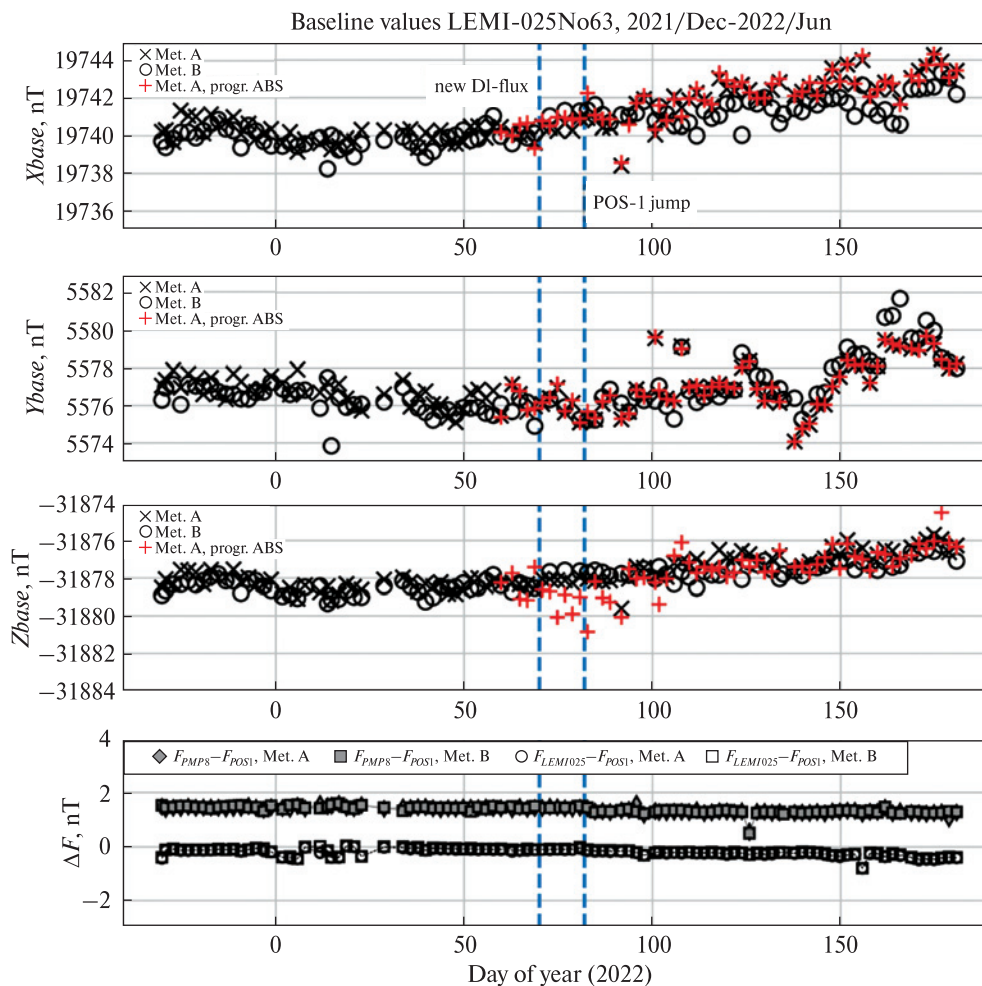 Baseline values LEMI-025No63, 2021/Dec-2022/Jun
Xbase, nT
19744
19742
19740
19738
19736
Met. A
Met. B
Met. A, progr. ABS
new Dl-flux
POS-1 jump
0 50 100 150
Ybase, nT
5582
5580
5578
5576
5574
Met. A
Met. B
Met. A, progr. ABS
0 50 100 150
Zbase, nT
−31874
−31876
−31878
−31880
−31882
−31884
Met. A
Met. B
Met. A, progr. ABS
0 50 100 150
ΔF, nT
4
2
0
−2
F_PMP8−F_POS1, Met. A F_PMP8−F_POS1, Met. B F_LEMI025−F_POS1, Met. A F_LEMI025−F_POS1, Met. B
0 50 100 150
Day of year (2022)